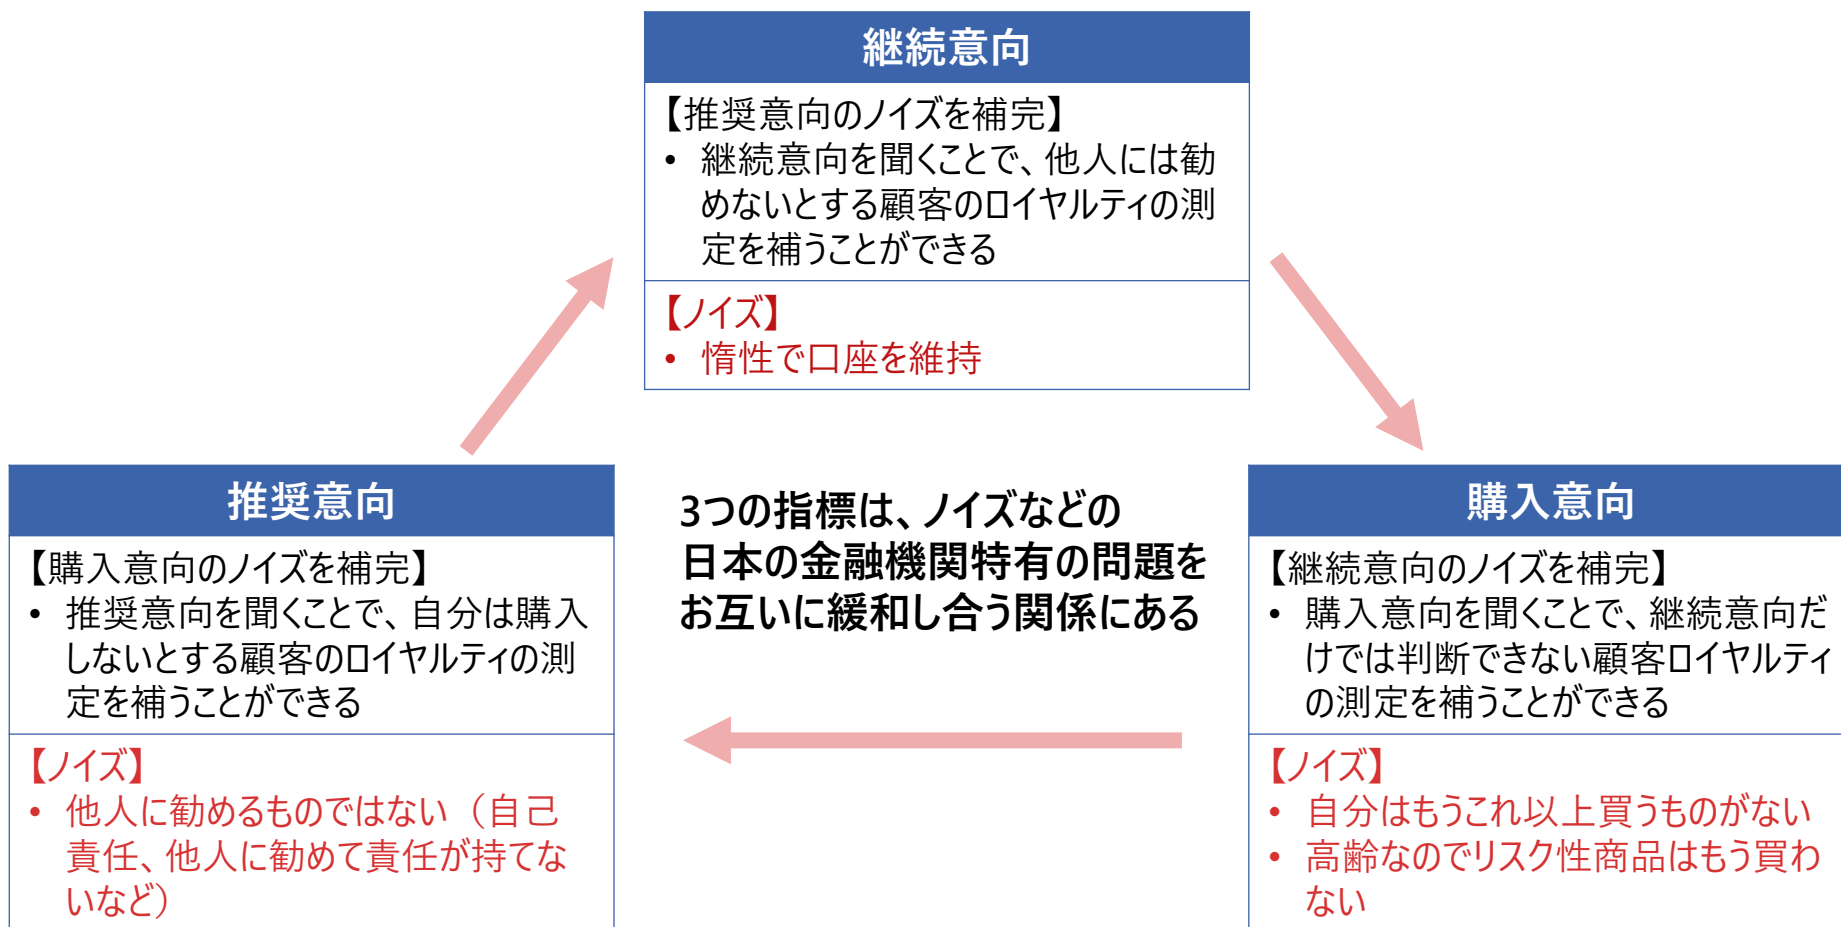 継続意向
【推奨意向のノイズを補完】
• 継続意向を聞くことで、他人には勧
めないとする顧客のロイヤルティの測
定を補うことができる
【ノイズ】
• 惰性で口座を維持
推奨意向
【購入意向のノイズを補完】
• 推奨意向を聞くことで、自分は購入
しないとする顧客のロイヤルティの測
定を補うことができる
【ノイズ】
• 他人に勧めるものではない（自己
責任、他人に勧めて責任が持てな
いなど）
3つの指標は、ノイズなどの
日本の金融機関特有の問題を
お互いに緩和し合う関係にある
購入意向
【継続意向のノイズを補完】
• 購入意向を聞くことで、継続意向だ
けでは判断できない顧客ロイヤルティ
の測定を補うことができる
【ノイズ】
• 自分はもうこれ以上買うものがない
• 高齢なのでリスク性商品はもう買わ
ない